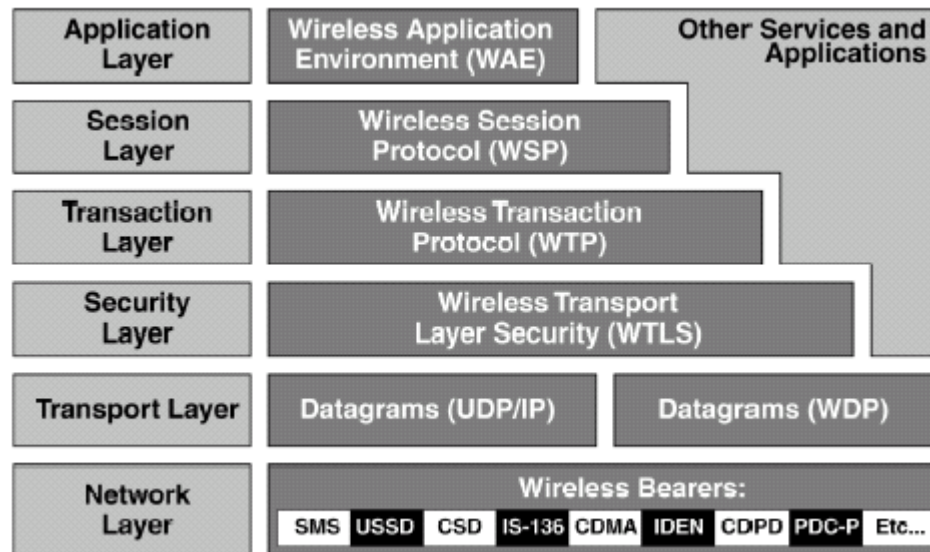 Application
Layer
Wireless Application
Environment (WAE)
Other Services and
Applications
Session
Layer
Wireless Session
Protocol (WSP)
Transaction
Layer
Wireless Transaction
Protocol (WTP)
Security
Layer
Wireless Transport
Layer Security (WTLS)
Transport Layer
Datagrams (UDP/IP)
Datagrams (WDP)
Network
Layer
Wireless Bearers:
SMS USSD CSD IS-136 CDMA IDEN CDPD PDC-P Etc...